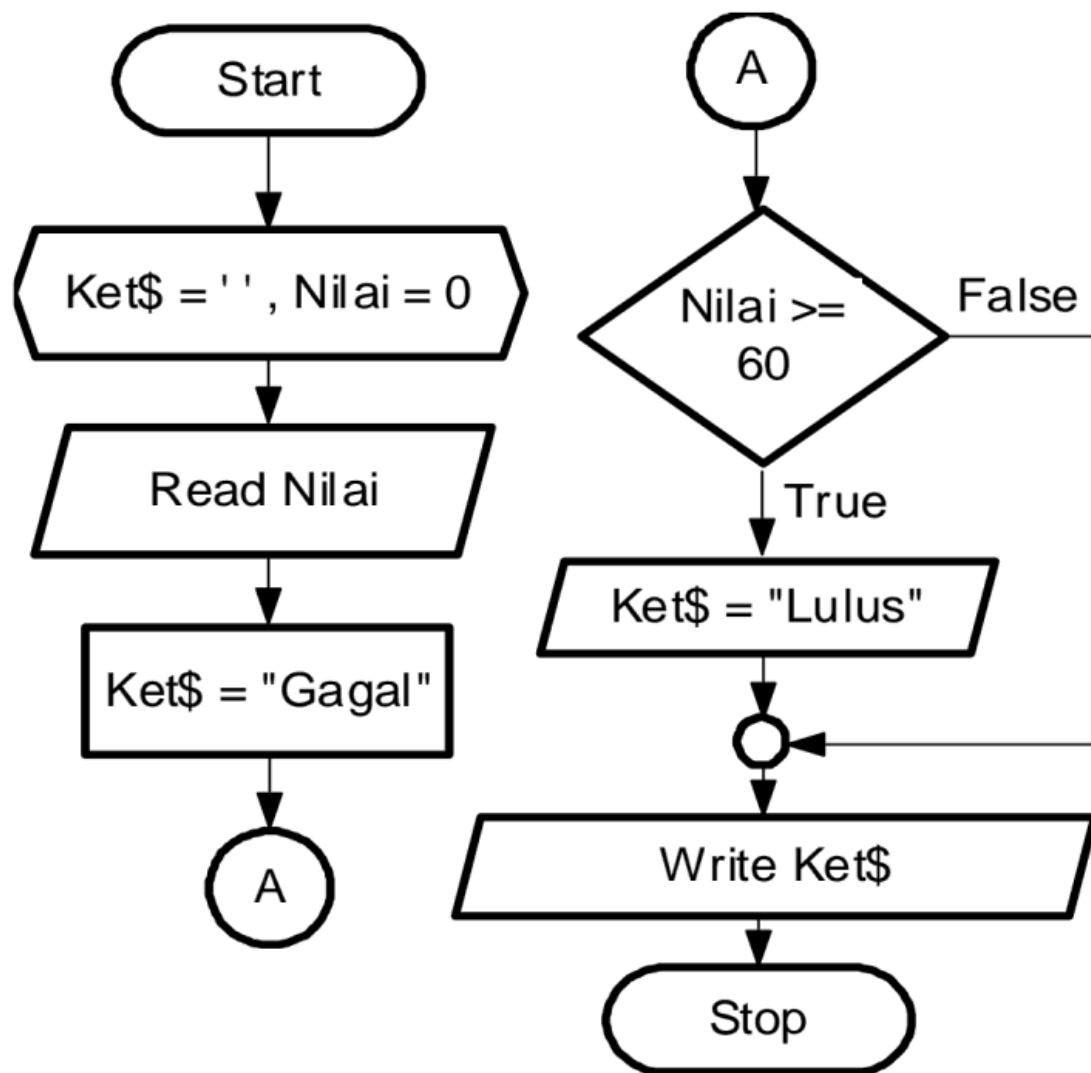 Start
Ket$ = ' ' , Nilai = 0
Read Nilai
Ket$ = "Gagal"
A
A
Nilai >=
60
False
True
Ket$ = "Lulus"
Write Ket$
Stop